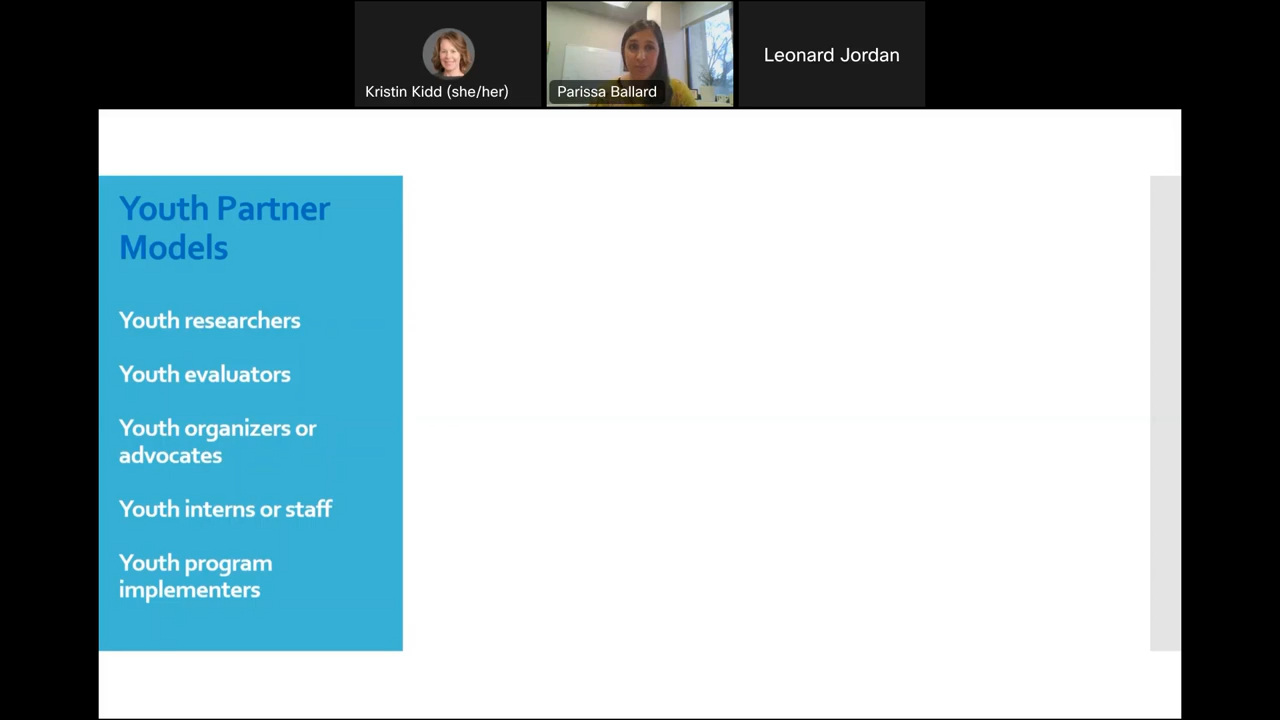 Kristin Kidd (she/her)
Parissa Ballard
Leonard Jordan
Youth Partner
Models
Youth researchers
Youth evaluators
Youth organizers or
advocates
Youth interns or staff
Youth program
implementers